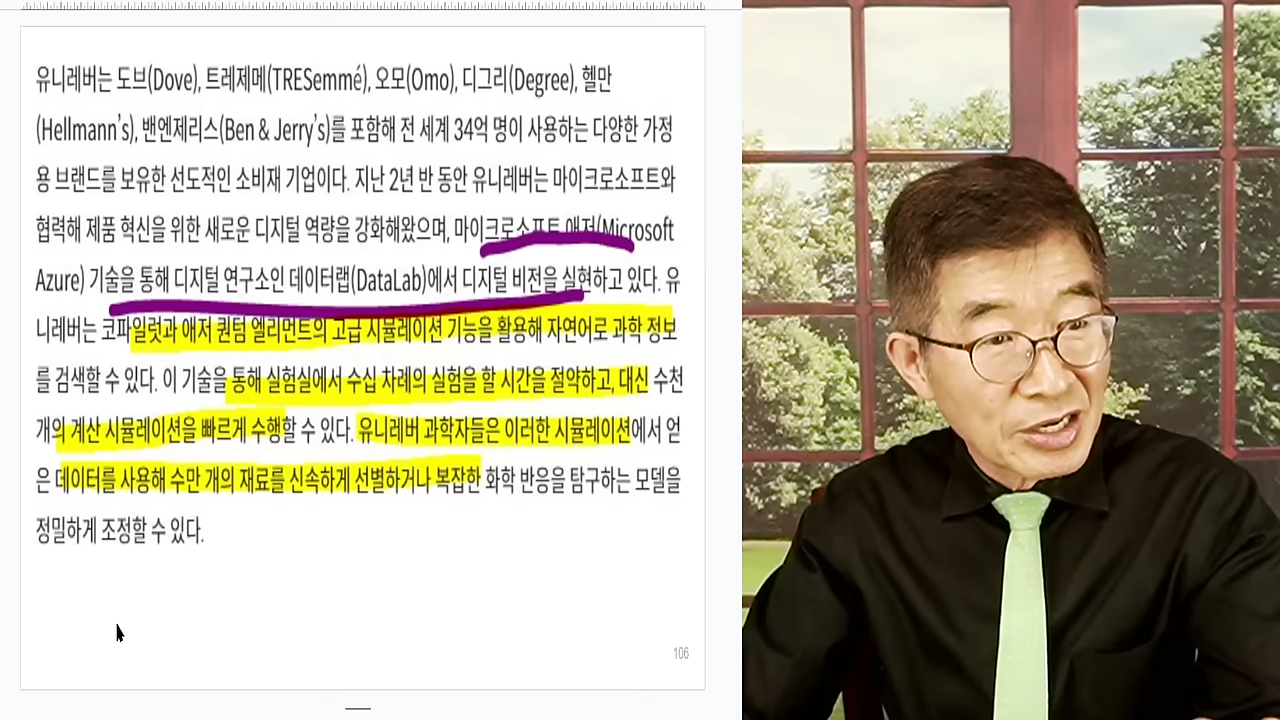 유니레버는 도브(Dove), 트레제메(TRESemmé), 오모(Omo), 디그리(Degree), 헬만
(Hellmann’s), 밴엔제리스(Ben & Jerry’s)를 포함해 전 세계 34억 명이 사용하는 다양한 가정
용 브랜드를 보유한 선도적인 소비재 기업이다. 지난 2년 반 동안 유니레버는 마이크로소프트와
협력해 제품 혁신을 위한 새로운 디지털 역량을 강화해왔으며, 마이크로소프트 애저(Microsoft
Azure) 기술을 통해 디지털 연구소인 데이터랩(DataLab)에서 디지털 비전을 실현하고 있다. 유
니레버는 코파일럿과 애저 퀀텀 엘리먼트의 고급 시뮬레이션 기능을 활용해 자연어로 과학 정보
를 검색할 수 있다. 이 기술을 통해 실험실에서 수십 차례의 실험을 할 시간을 절약하고, 대신 수천
개의 계산 시뮬레이션을 빠르게 수행할 수 있다. 유니레버 과학자들은 이러한 시뮬레이션에서 얻
은 데이터를 사용해 수만 개의 재료를 신속하게 선별하거나 복잡한 화학 반응을 탐구하는 모델을
정밀하게 조정할 수 있다.
106